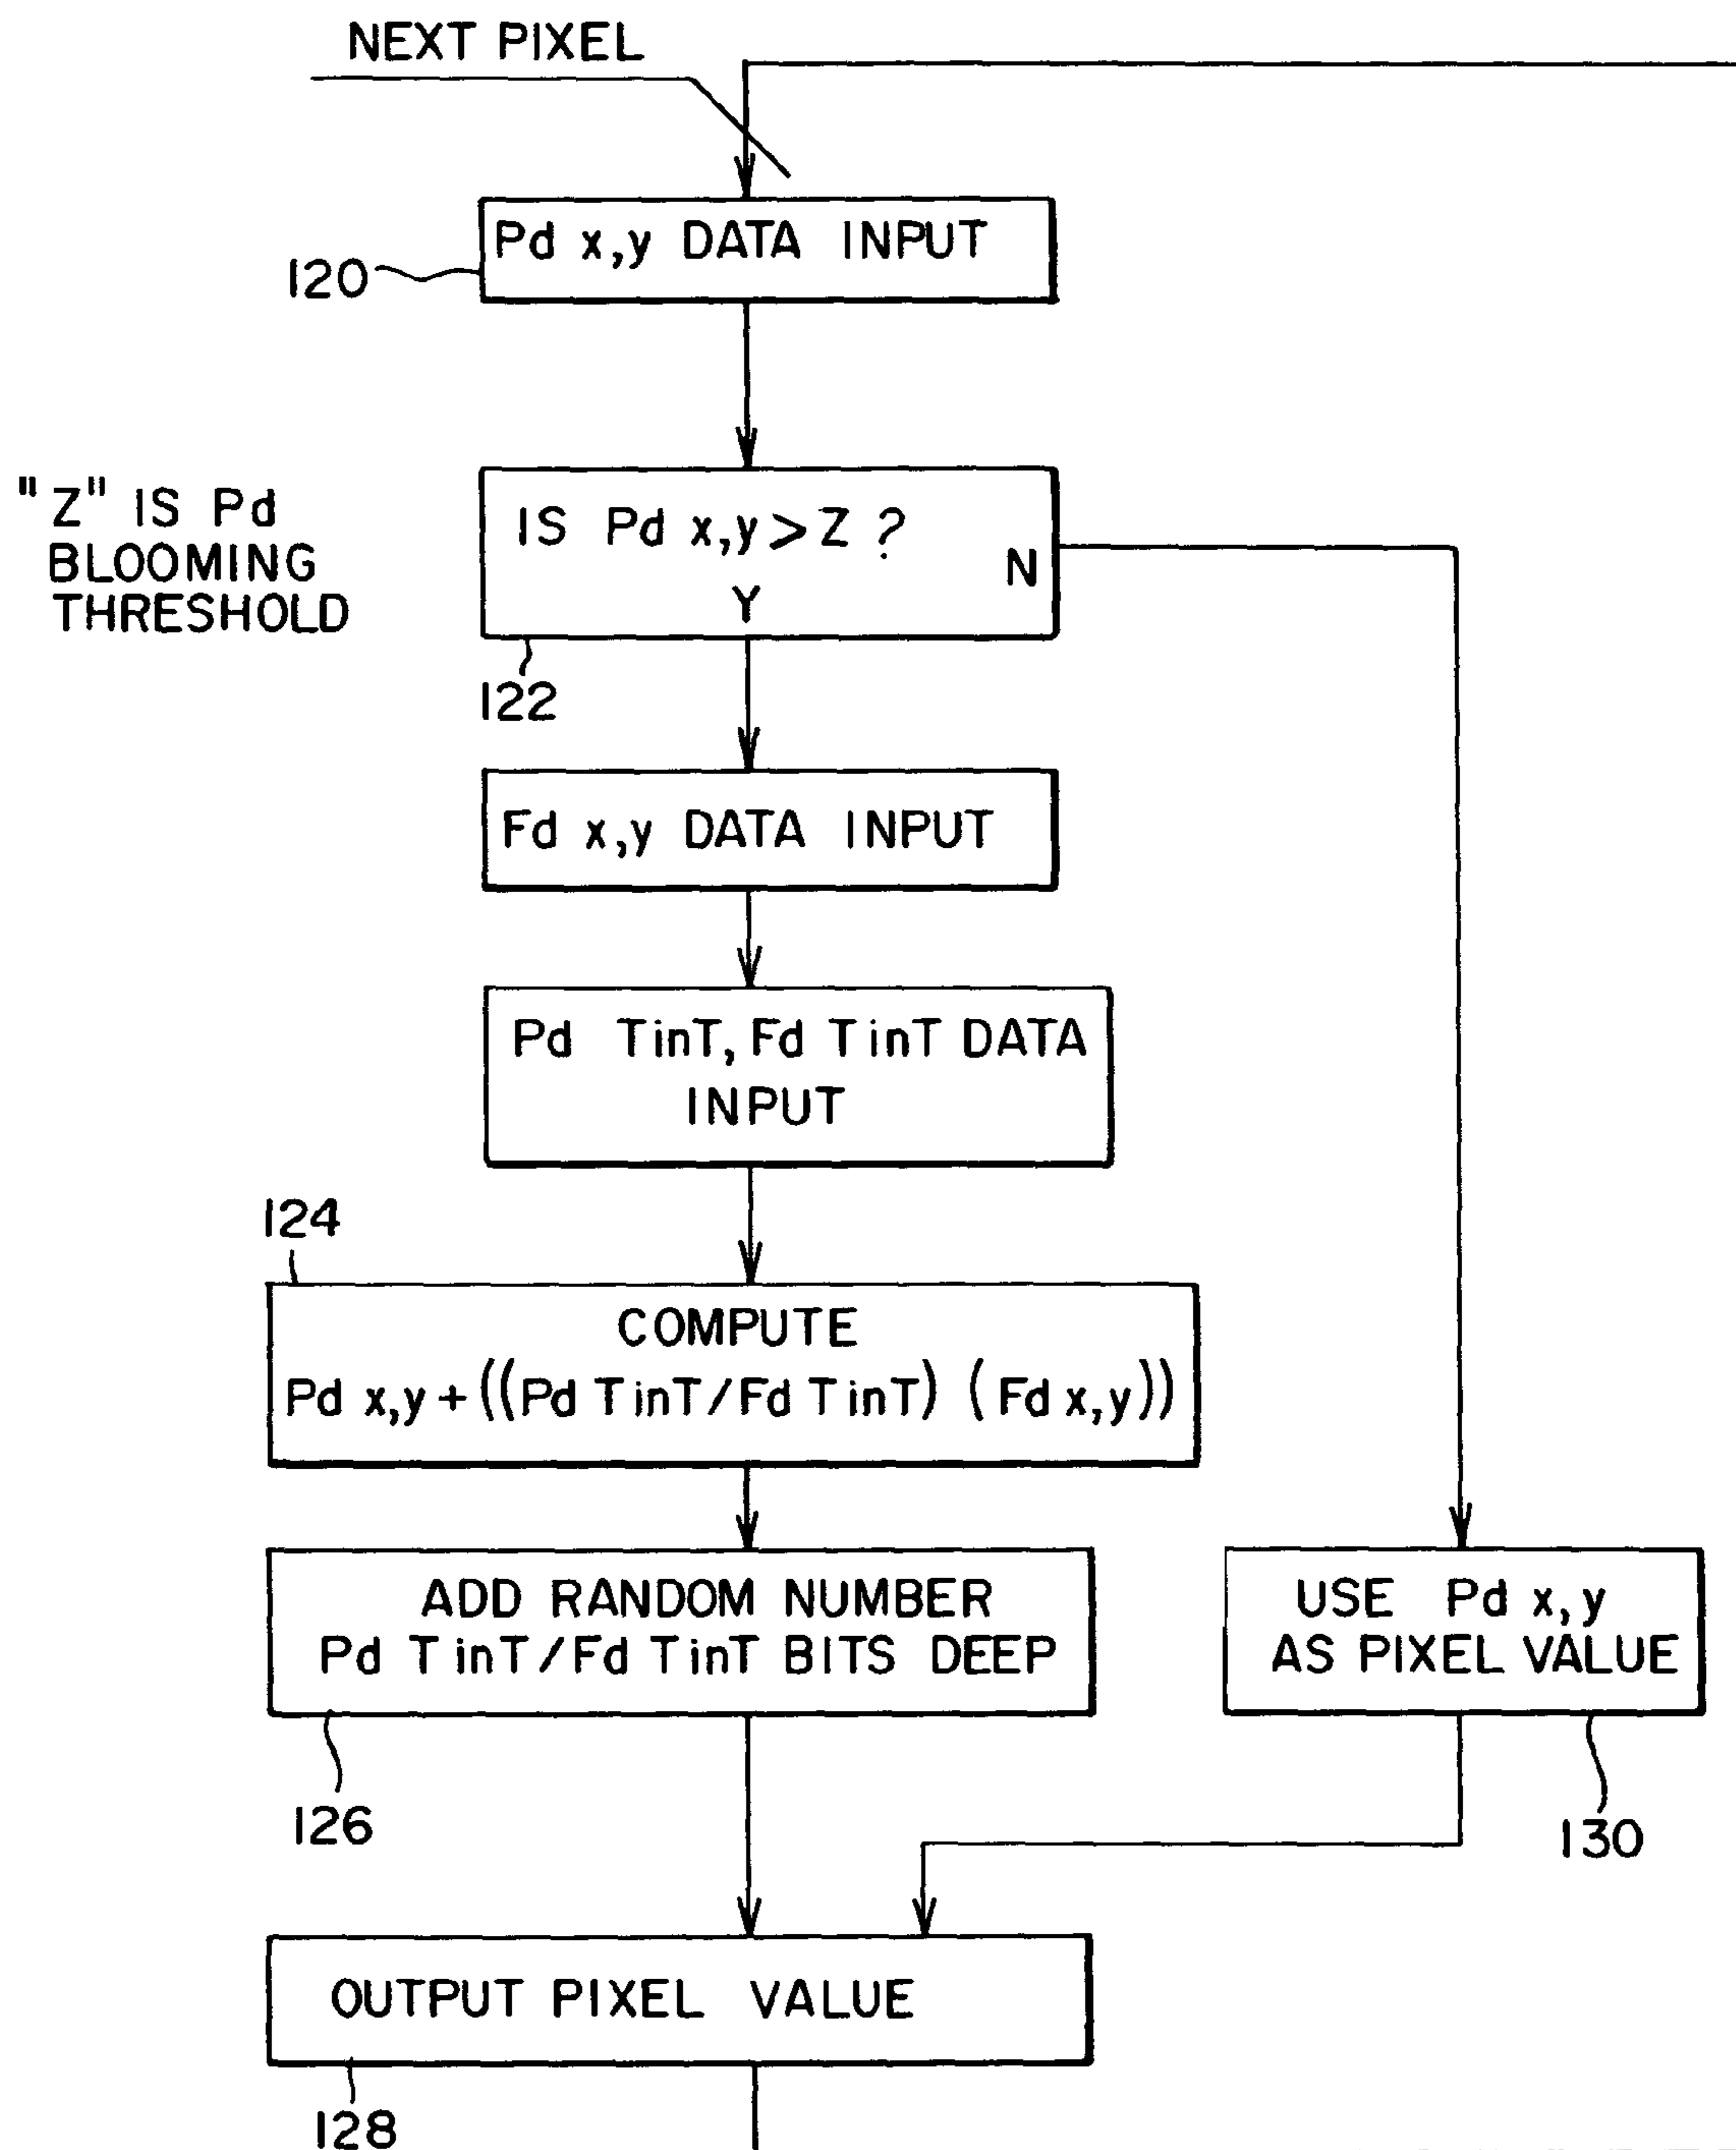 NEXT PIXEL
Pd x,y DATA INPUT
120
"Z" IS Pd
BLOOMING
THRESHOLD
IS Pd x,y > Z ?
N
Y
122
Fd x,y DATA INPUT
Pd TinT, Fd TinT DATA
INPUT
124
COMPUTE
Pd x,y + ((Pd TinT / Fd TinT) (Fd x,y))
ADD RANDOM NUMBER
Pd TinT / Fd TinT BITS DEEP
126
USE Pd x,y
AS PIXEL VALUE
130
OUTPUT PIXEL VALUE
128